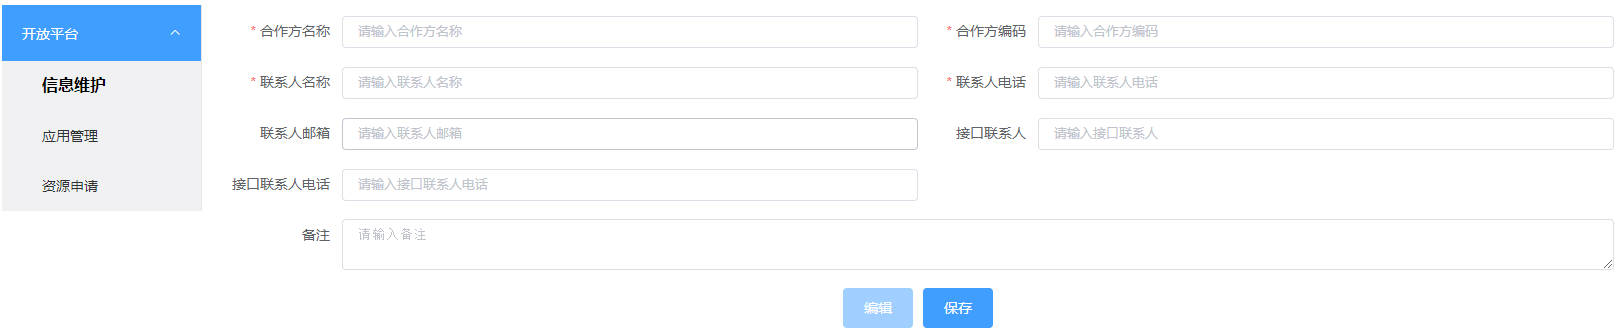 开放平台
信息维护
应用管理
资源申请
* 合作方名称 请输入合作方名称 * 合作方编码 请输入合作方编码
* 联系人名称 请输入联系人名称 * 联系人电话 请输入联系人电话
联系人邮箱 请输入联系人邮箱 接口联系人 请输入接口联系人
接口联系人电话 请输入接口联系人电话
备注 请输入备注
编辑 保存